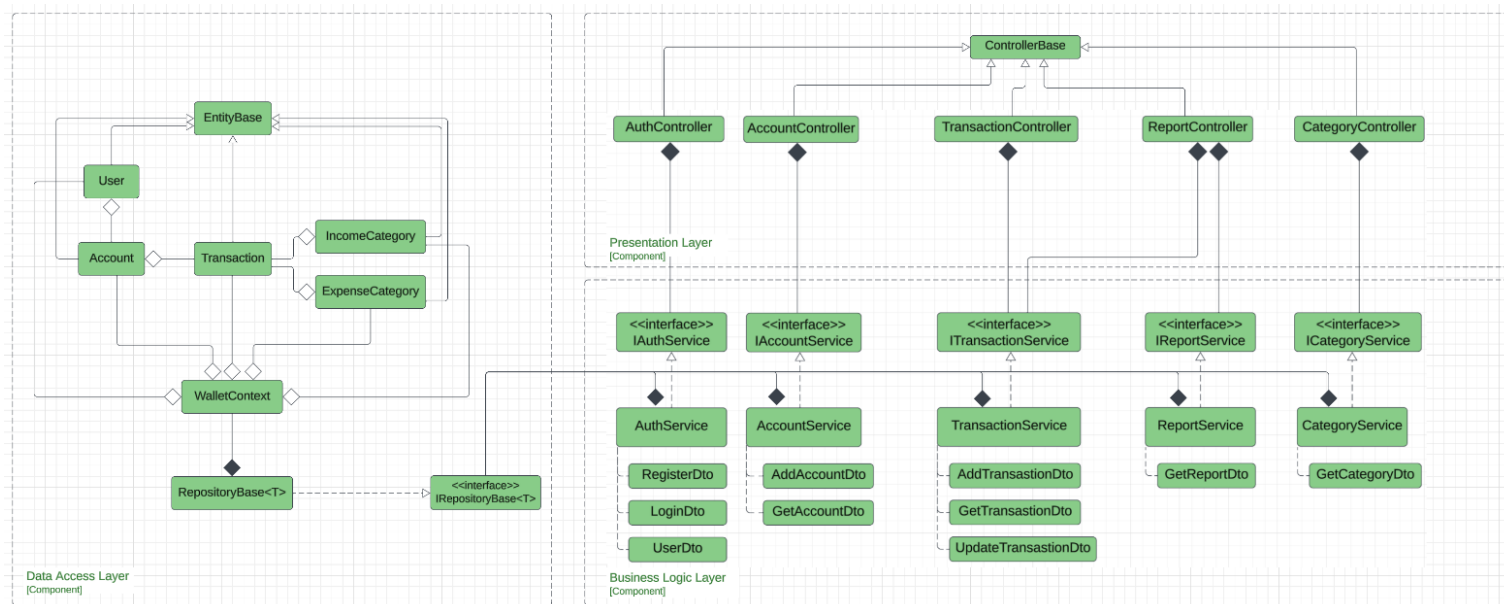 ControllerBase
EntityBase
AuthController
AccountController
TransactionController
ReportController
CategoryController
User
IncomeCategory
Account
Transaction
ExpenseCategory
Presentation Layer
[Component]
<<interface>>
IAuthService
<<interface>>
IAccountService
<<interface>>
ITransactionService
<<interface>>
IReportService
<<interface>>
ICategoryService
WalletContext
AuthService
AccountService
TransactionService
ReportService
CategoryService
RepositoryBase<T>
<<interface>>
IRepositoryBase<T>
RegisterDto
AddAccountDto
AddTransastionDto
GetReportDto
GetCategoryDto
LoginDto
GetAccountDto
GetTransastionDto
UserDto
UpdateTransastionDto
Data Access Layer
[Component]
Business Logic Layer
[Component]